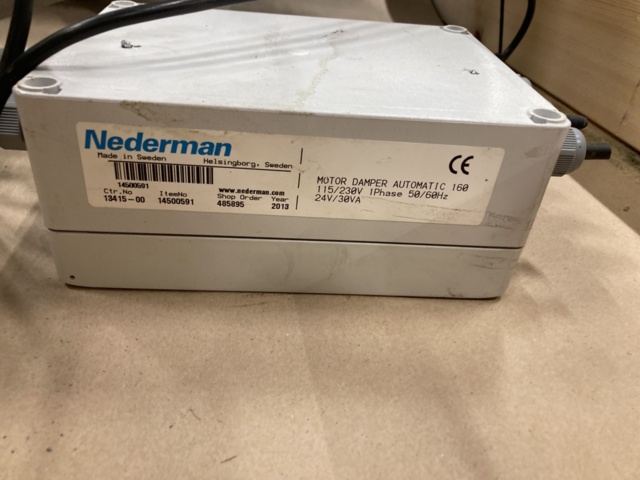 Nederman
Made in Sweden Helsingborg, Sweden
14500591
Ctr.No ItemNo www.nederman.com
Shop Order Year
13415-00 14500591 485895 2013
CE
MOTOR DAMPER AUTOMATIC 160
115/230V 1Phase 50/60Hz
24V/30VA